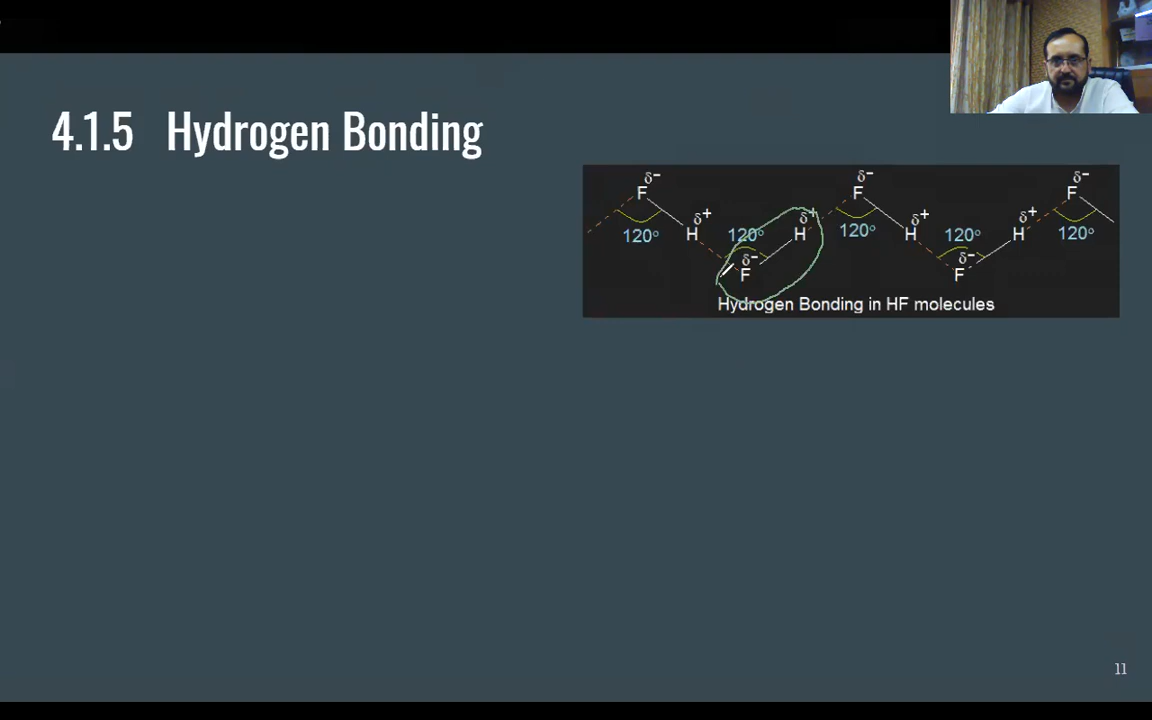 4.1.5 Hydrogen Bonding
δ⁻ δ⁻ δ⁻
F F F
δ⁺ δ⁺ δ⁺ δ⁺
H H H H
120° 120° 120° 120° 120°
δ⁻ δ⁻
F F
Hydrogen Bonding in HF molecules
11